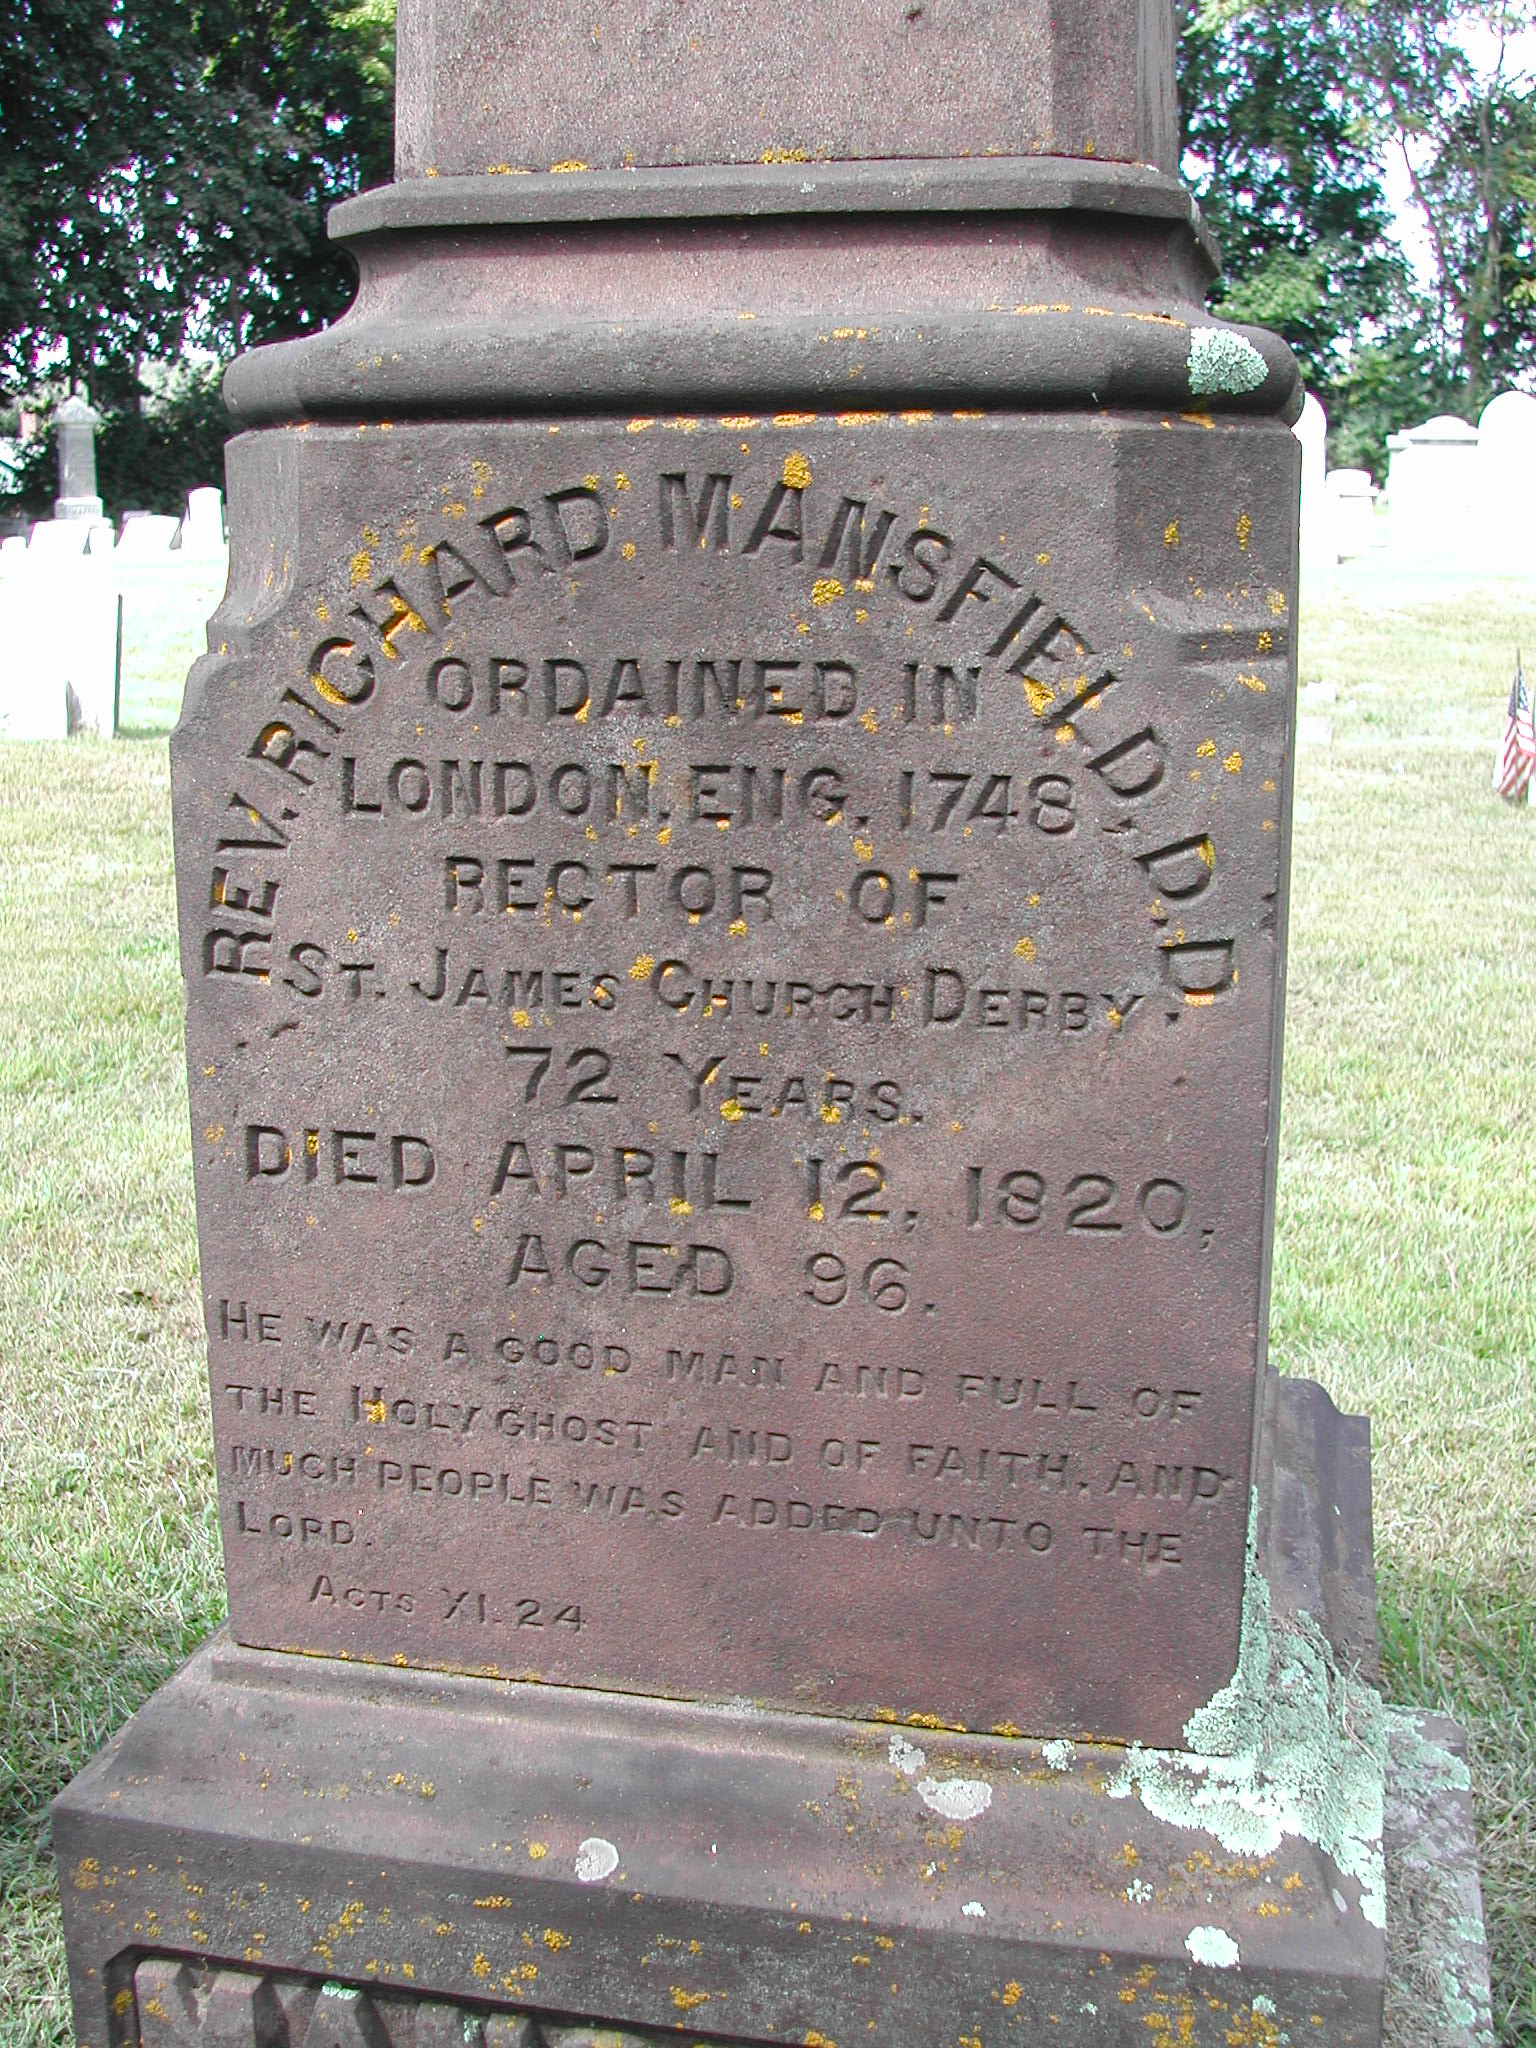 REV. RICHARD MANSFIELD, D.D.
ORDAINED IN
LONDON, ENG, 1748
RECTOR OF
ST. JAMES CHURCH DERBY.
72 YEARS.
DIED APRIL 12, 1820,
AGED 96.
HE WAS A GOOD MAN AND FULL OF
THE HOLY GHOST AND OF FAITH, AND
MUCH PEOPLE WAS ADDED UNTO THE
LORD.
ACTS XI. 24